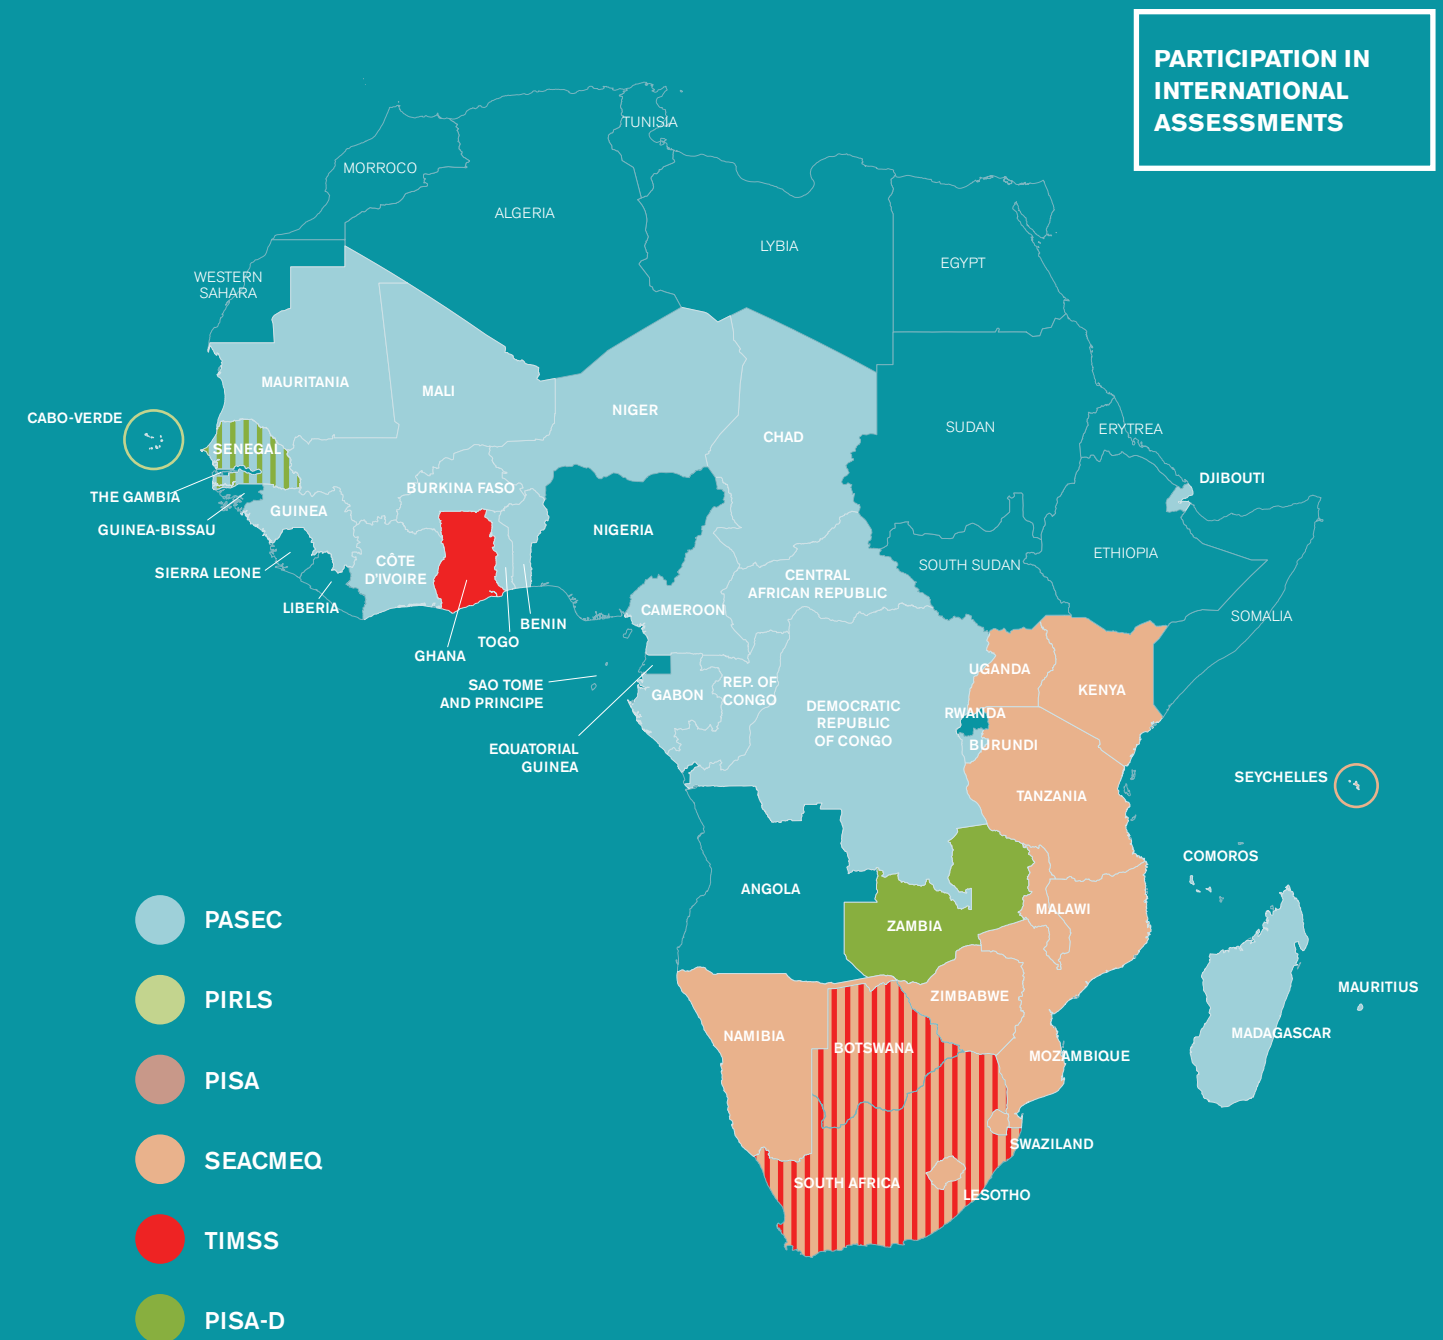 PARTICIPATION IN
INTERNATIONAL
ASSESSMENTS
TUNISIA
MORROCO
ALGERIA
LYBIA
EGYPT
WESTERN
SAHARA
MAURITANIA
MALI
NIGER
CHAD
SUDAN
ERYTREA
CABO-VERDE
SENEGAL
DJIBOUTI
THE GAMBIA
BURKINA FASO
GUINEA
GUINEA-BISSAU
NIGERIA
ETHIOPIA
SOUTH SUDAN
SIERRA LEONE
CÔTE
D'IVOIRE
CENTRAL
AFRICAN REPUBLIC
LIBERIA
CAMEROON
SOMALIA
BENIN
TOGO
GHANA
UGANDA
KENYA
SAO TOME
AND PRINCIPE
GABON
REP. OF
CONGO
DEMOCRATIC
REPUBLIC
OF CONGO
RWANDA
BURUNDI
EQUATORIAL
GUINEA
TANZANIA
SEYCHELLES
COMOROS
ANGOLA
MALAWI
ZAMBIA
ZIMBABWE
MAURITIUS
MADAGASCAR
NAMIBIA
BOTSWANA
MOZAMBIQUE
SWAZILAND
SOUTH AFRICA
LESOTHO
PASEC
PIRLS
PISA
SEACMEQ
TIMSS
PISA-D